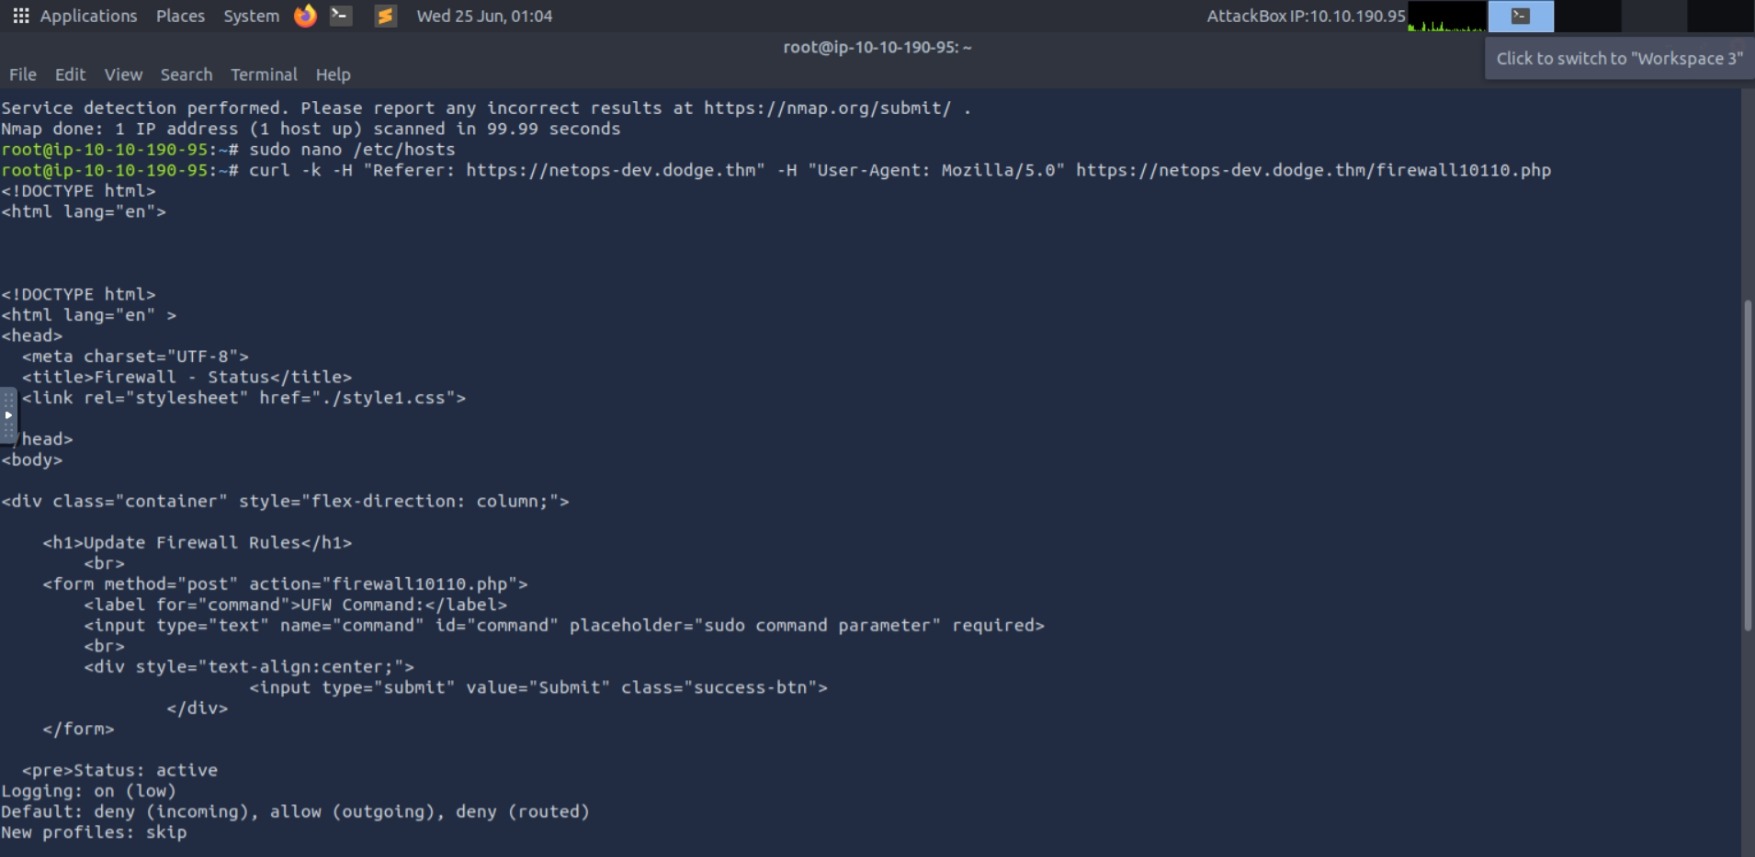 Applications Places System Wed 25 Jun, 01:04 AttackBox IP:10.10.190.95
root@ip-10-10-190-95: ~
Click to switch to "Workspace 3"
File Edit View Search Terminal Help
Service detection performed. Please report any incorrect results at https://nmap.org/submit/ .
Nmap done: 1 IP address (1 host up) scanned in 99.99 seconds
root@ip-10-10-190-95:~# sudo nano /etc/hosts
root@ip-10-10-190-95:~# curl -k -H "Referer: https://netops-dev.dodge.thm" -H "User-Agent: Mozilla/5.0" https://netops-dev.dodge.thm/firewall10110.php
<!DOCTYPE html>
<html lang="en">
<!DOCTYPE html>
<html lang="en" >
<head>
  <meta charset="UTF-8">
  <title>Firewall - Status</title>
  <link rel="stylesheet" href="./style1.css">
/head>
<body>
<div class="container" style="flex-direction: column;">
    <h1>Update Firewall Rules</h1>
        <br>
    <form method="post" action="firewall10110.php">
        <label for="command">UFW Command:</label>
        <input type="text" name="command" id="command" placeholder="sudo command parameter" required>
        <br>
        <div style="text-align:center;">
                        <input type="submit" value="Submit" class="success-btn">
                </div>
    </form>
  <pre>Status: active
Logging: on (low)
Default: deny (incoming), allow (outgoing), deny (routed)
New profiles: skip